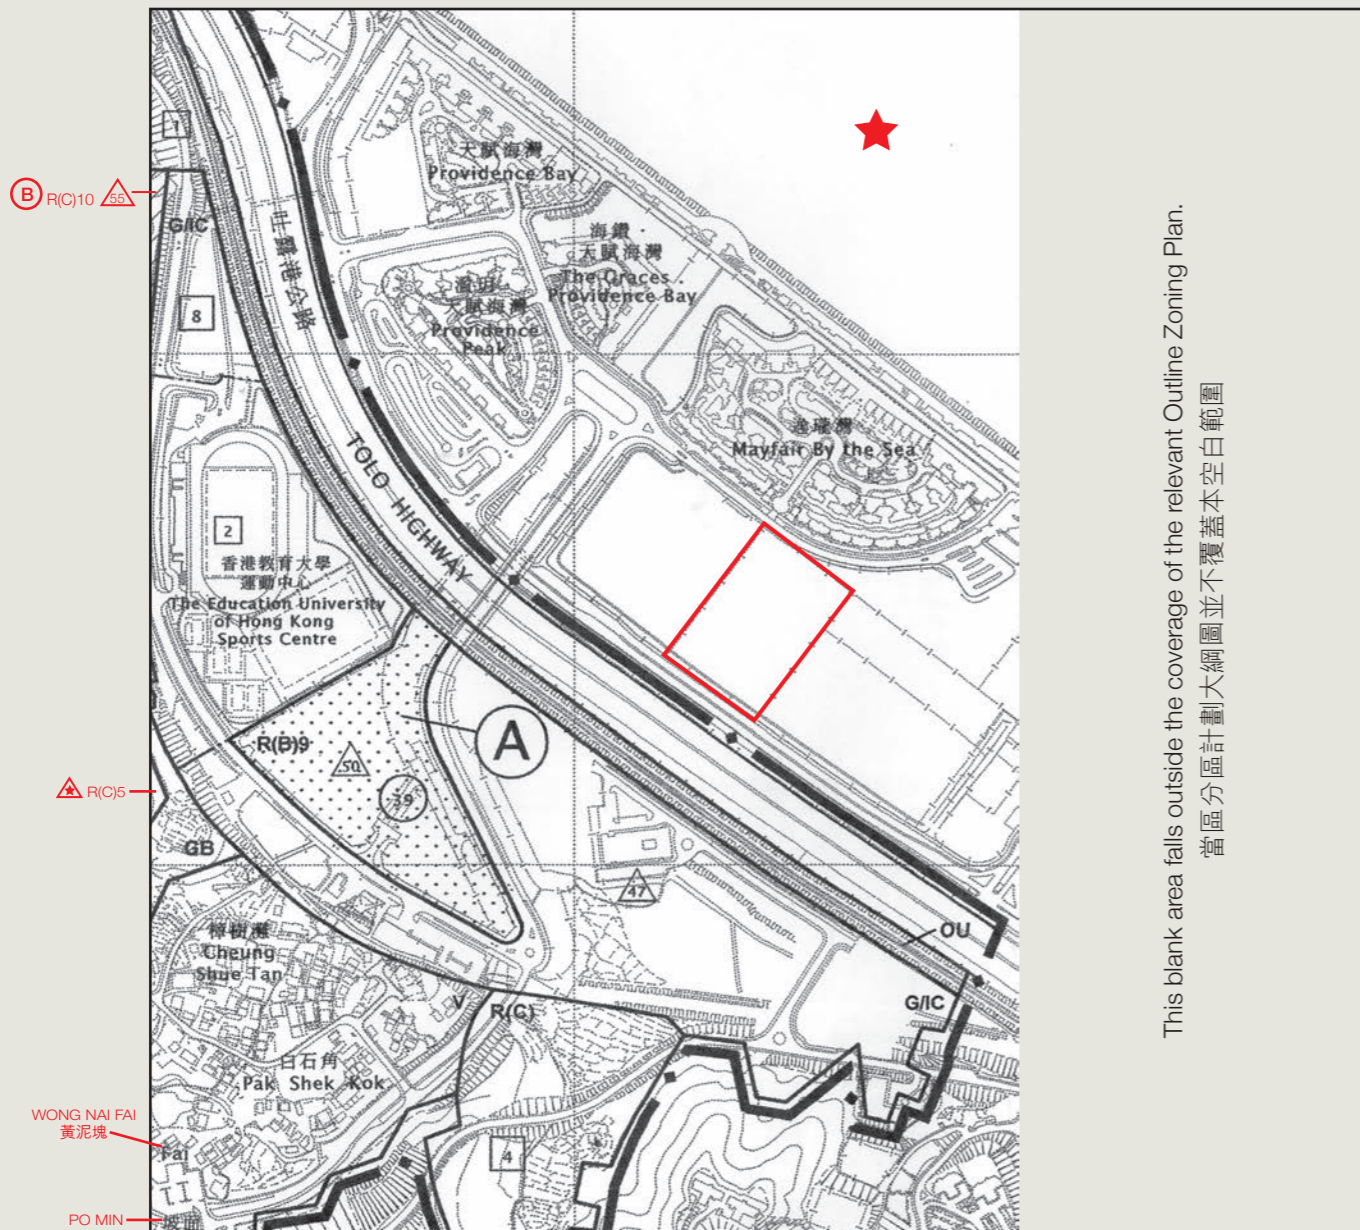 天賦海灣
Providence Bay
1
B R(C)10 55
G/IC
吐露港公路
海鑽 .
天賦海灣
The Graces .
Providence Bay
溋玥 .
天賦海灣
Providence
Peak
8
逸瓏灣
Mayfair By the Sea
TOLO HIGHWAY
2
香港教育大學
運動中心
The Education University
of Hong Kong
Sports Centre
R(B)9
A
50
39
R(C)5
GB
47
樟樹灘
Cheung
Shue Tan
OU
V
R(C)
G/IC
白石角
Pak Shek Kok
WONG NAI FAI
黃泥塊
Fai
4
PO MIN
坡面
This blank area falls outside the coverage of the relevant Outline Zoning Plan.
當區分區計劃大綱圖並不覆蓋本空白範圍